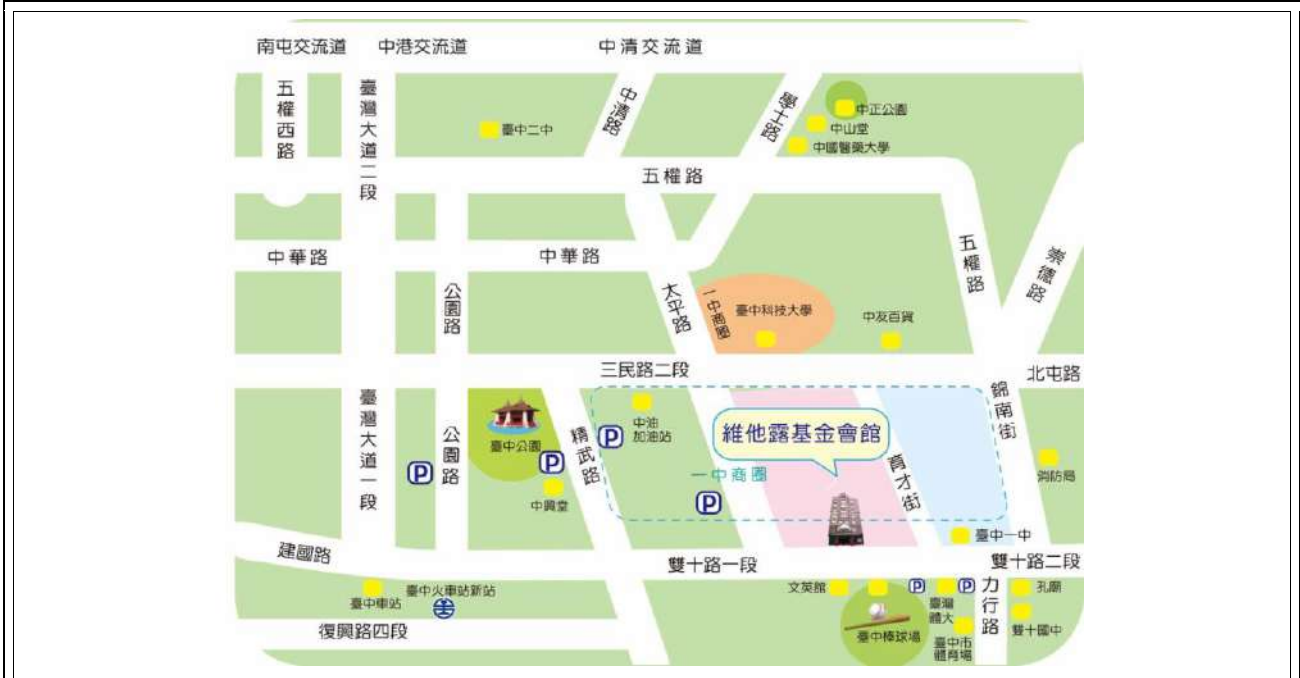 南屯交流道
中港交流道
中清交流道
五權西路
臺灣大道二段
中清路
學士路
中正公園
中山堂
中國醫藥大學
臺中二中
五權路
中華路
中華路
五權路
崇德路
公園路
太平路
一中商圈
臺中科技大學
中友百貨
三民路二段
北屯路
臺灣大道一段
公園路
臺中公園
精武路
中油
加油站
維他露基金會館
錦南街
P
P
P
P
一中商圈
育才街
消防局
中興堂
臺中一中
建國路
雙十路一段
雙十路二段
臺中車站
臺中火車站新站
文英館
P
P
臺灣
體大
力行路
孔廟
復興路四段
臺中棒球場
臺中市
體育場
雙十國中